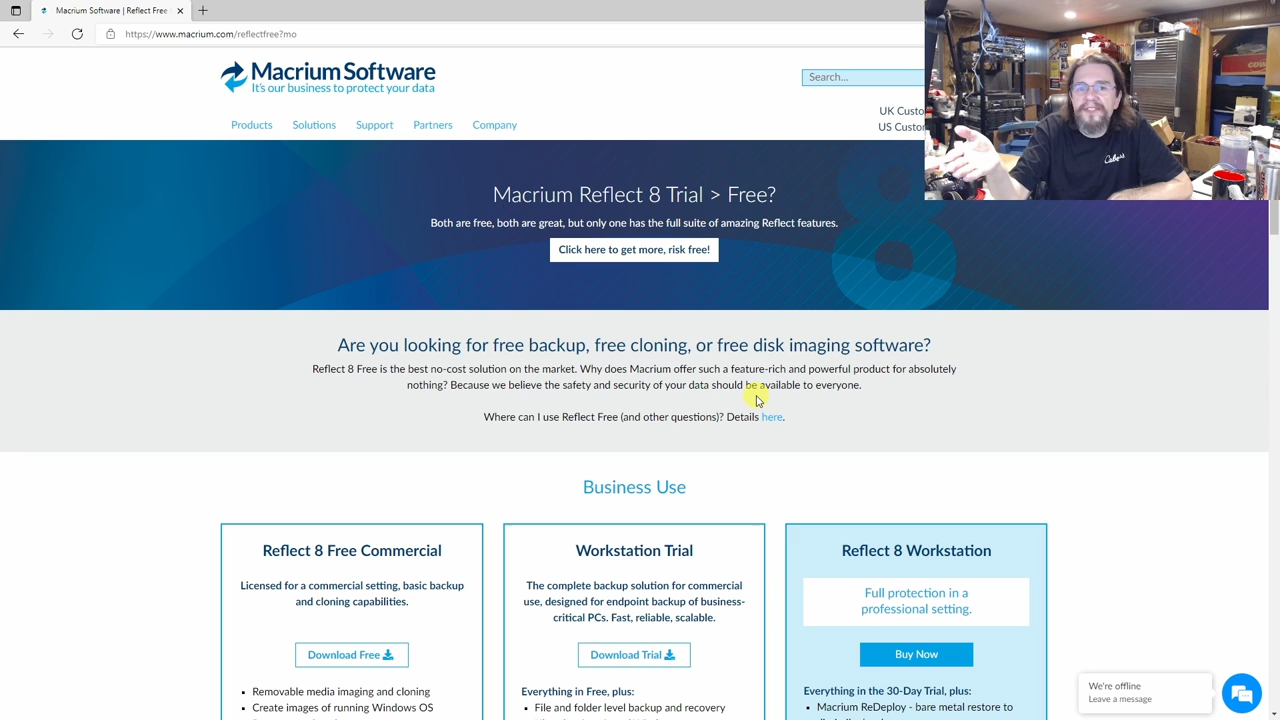 Macrium Software | Reflect Free
https://www.macrium.com/reflectfree?mo
Macrium Software
It's our business to protect your data
Search...
UK Custo
US Custon
Products Solutions Support Partners Company
Macrium Reflect 8 Trial > Free?
Both are free, both are great, but only one has the full suite of amazing Reflect features.
Click here to get more, risk free!
8
Are you looking for free backup, free cloning, or free disk imaging software?
Reflect 8 Free is the best no-cost solution on the market. Why does Macrium offer such a feature-rich and powerful product for absolutely
nothing? Because we believe the safety and security of your data should be available to everyone.
Where can I use Reflect Free (and other questions)? Details here.
Business Use
Reflect 8 Free Commercial
Licensed for a commercial setting, basic backup
and cloning capabilities.
Download Free
Removable media imaging and cloning
Create images of running Windows OS
Workstation Trial
The complete backup solution for commercial
use, designed for endpoint backup of business-
critical PCs. Fast, reliable, scalable.
Download Trial
Everything in Free, plus:
File and folder level backup and recovery
Reflect 8 Workstation
Full protection in a
professional setting.
Buy Now
Everything in the 30-Day Trial, plus:
Macrium ReDeploy - bare metal restore to
We're offline
Leave a message